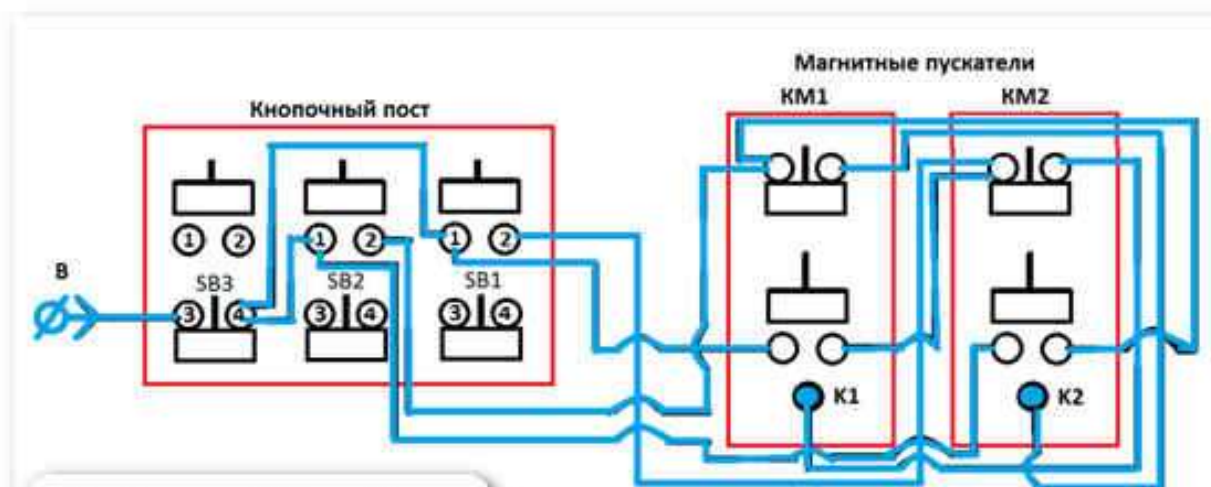 Магнитные пускатели
КМ1 КМ2
Кнопочный пост
1 2 1 2 1 2
В
SB3 SB2 SB1
3 4 3 4 3 4
К1 К2